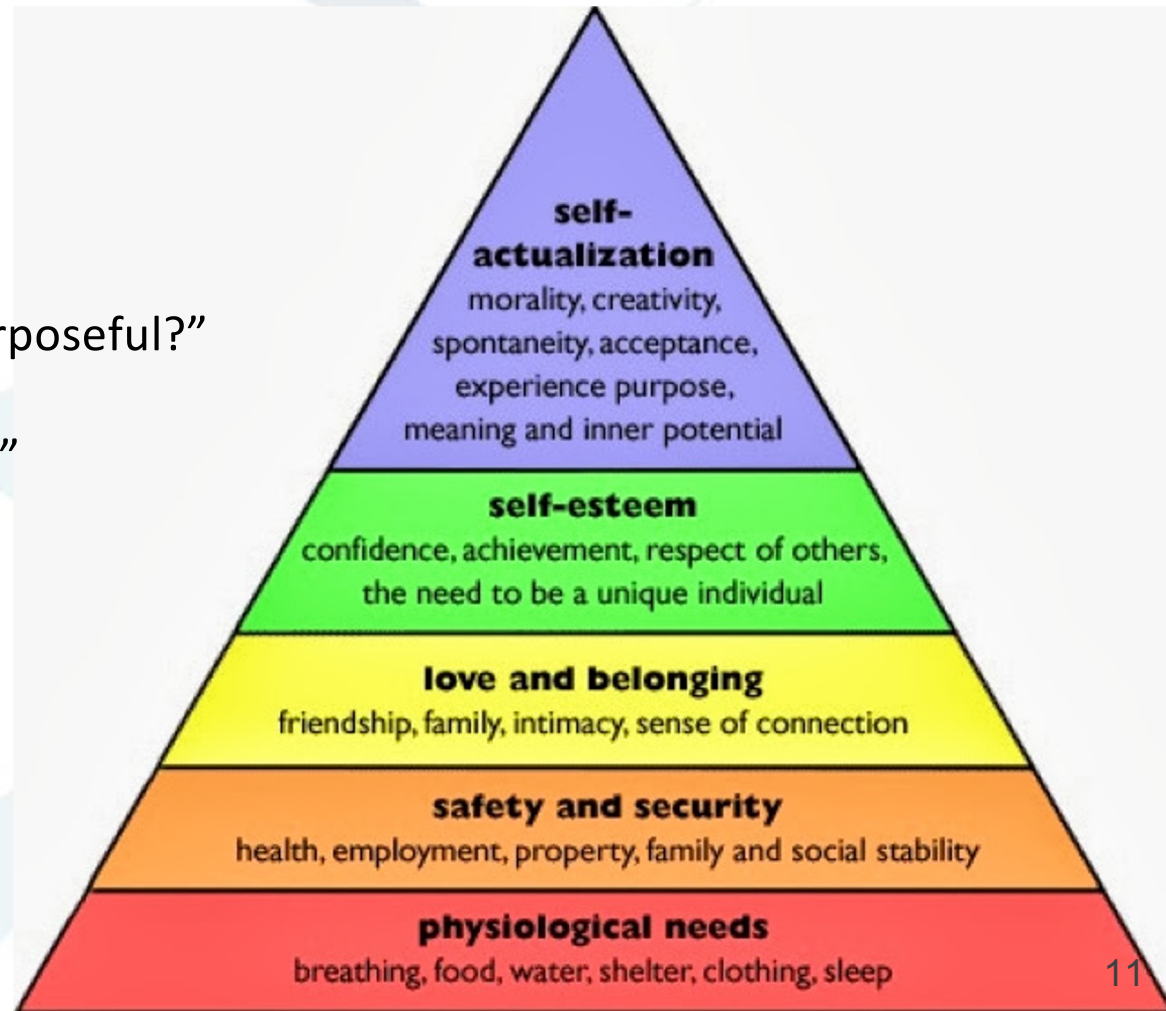 self-
actualization
morality, creativity,
spontaneity, acceptance,
experience purpose,
meaning and inner potential
rposeful?”
”
self-esteem
confidence, achievement, respect of others,
the need to be a unique individual
love and belonging
friendship, family, intimacy, sense of connection
safety and security
health, employment, property, family and social stability
physiological needs
breathing, food, water, shelter, clothing, sleep
11